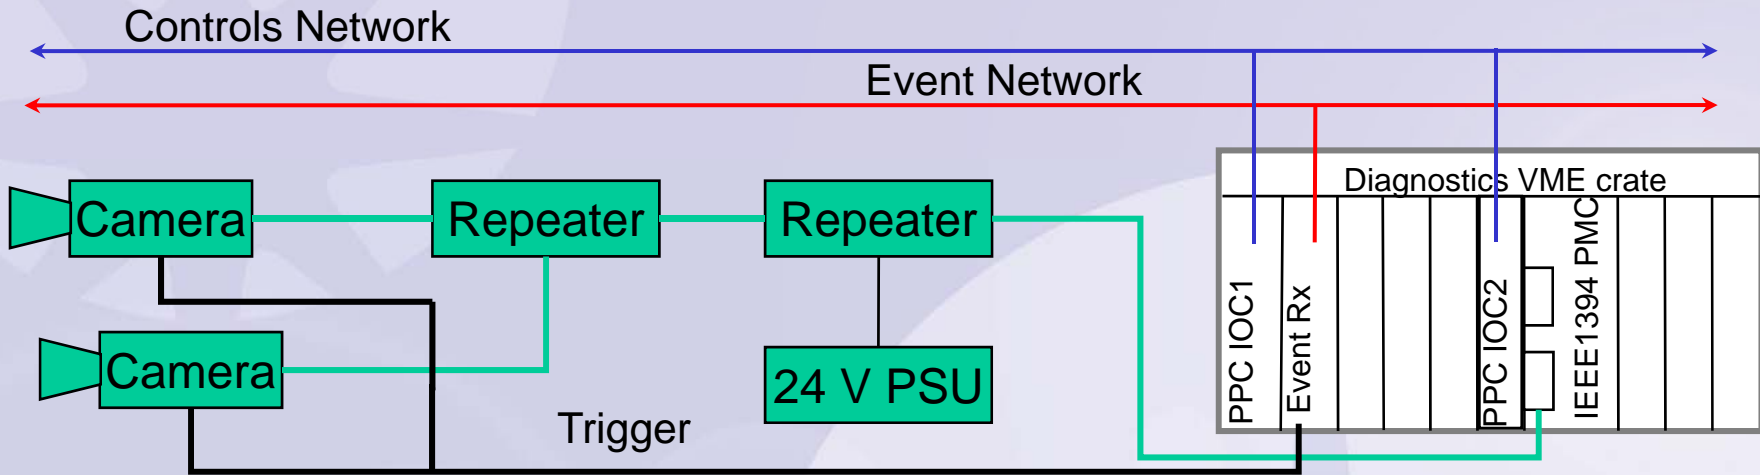 Controls Network
Event Network
Diagnostics VME crate
Camera
Repeater
Repeater
Camera
24 V PSU
Trigger
PPC IOC1
Event Rx
PPC IOC2
IEEE1394 PMC